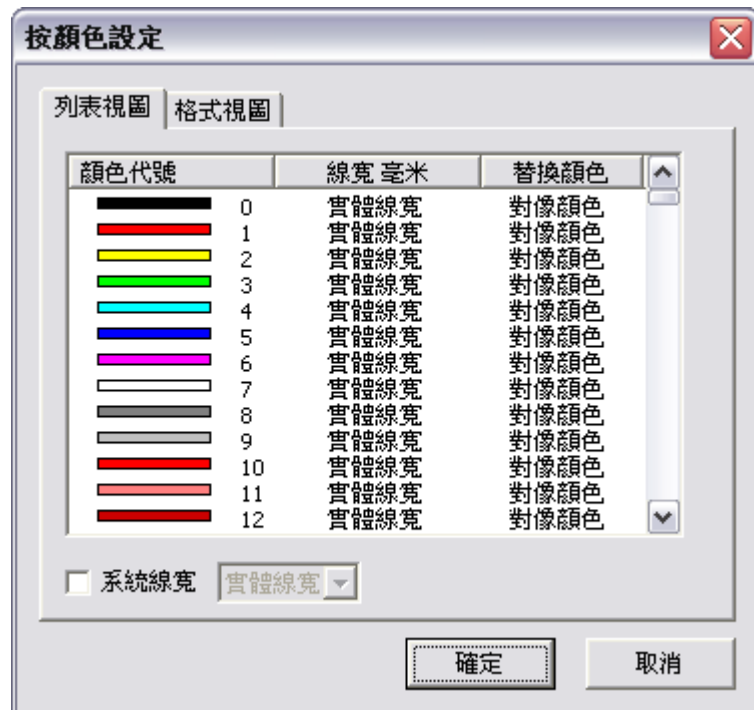 按顏色設定
列表視圖 格式視圖
顏色代號 線寬 毫米 替換顏色
0 實體線寬 對像顏色
1 實體線寬 對像顏色
2 實體線寬 對像顏色
3 實體線寬 對像顏色
4 實體線寬 對像顏色
5 實體線寬 對像顏色
6 實體線寬 對像顏色
7 實體線寬 對像顏色
8 實體線寬 對像顏色
9 實體線寬 對像顏色
10 實體線寬 對像顏色
11 實體線寬 對像顏色
12 實體線寬 對像顏色
系統線寬 實體線寬
確定 取消